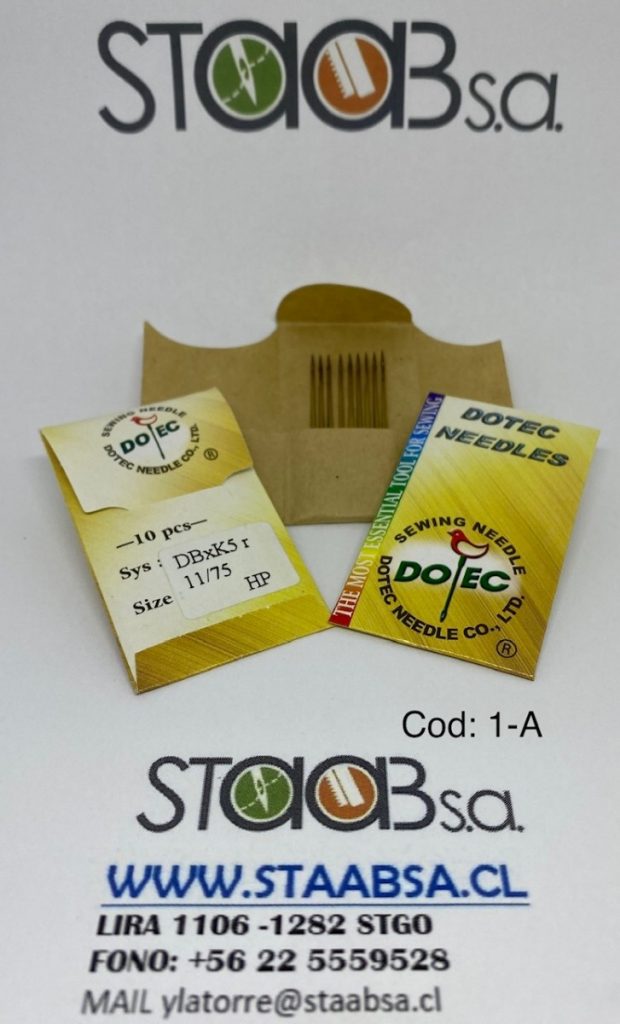 STaaB s.a.
SEWING NEEDLE
DOTEC
DOTEC NEEDLE CO., LTD.
®
—10 pcs—
Sys : DBxK5 r
Size 11/75
HP
THE MOST ESSENTIAL TOOL FOR SEWING
DOTEC
NEEDLES
SEWING NEEDLE
DOTEC
DOTEC NEEDLE CO., LTD.
®
Cod: 1-A
STaaB s.a.
WWW.STAABSA.CL
LIRA 1106 -1282 STGO
FONO: +56 22 5559528
MAIL ylatorre@staabsa.cl